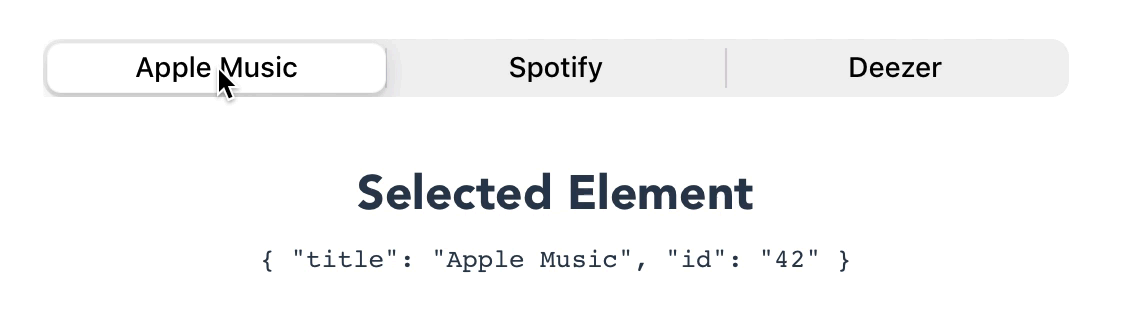 Apple Music Spotify Deezer
Selected Element
{ "title": "Apple Music", "id": "42" }